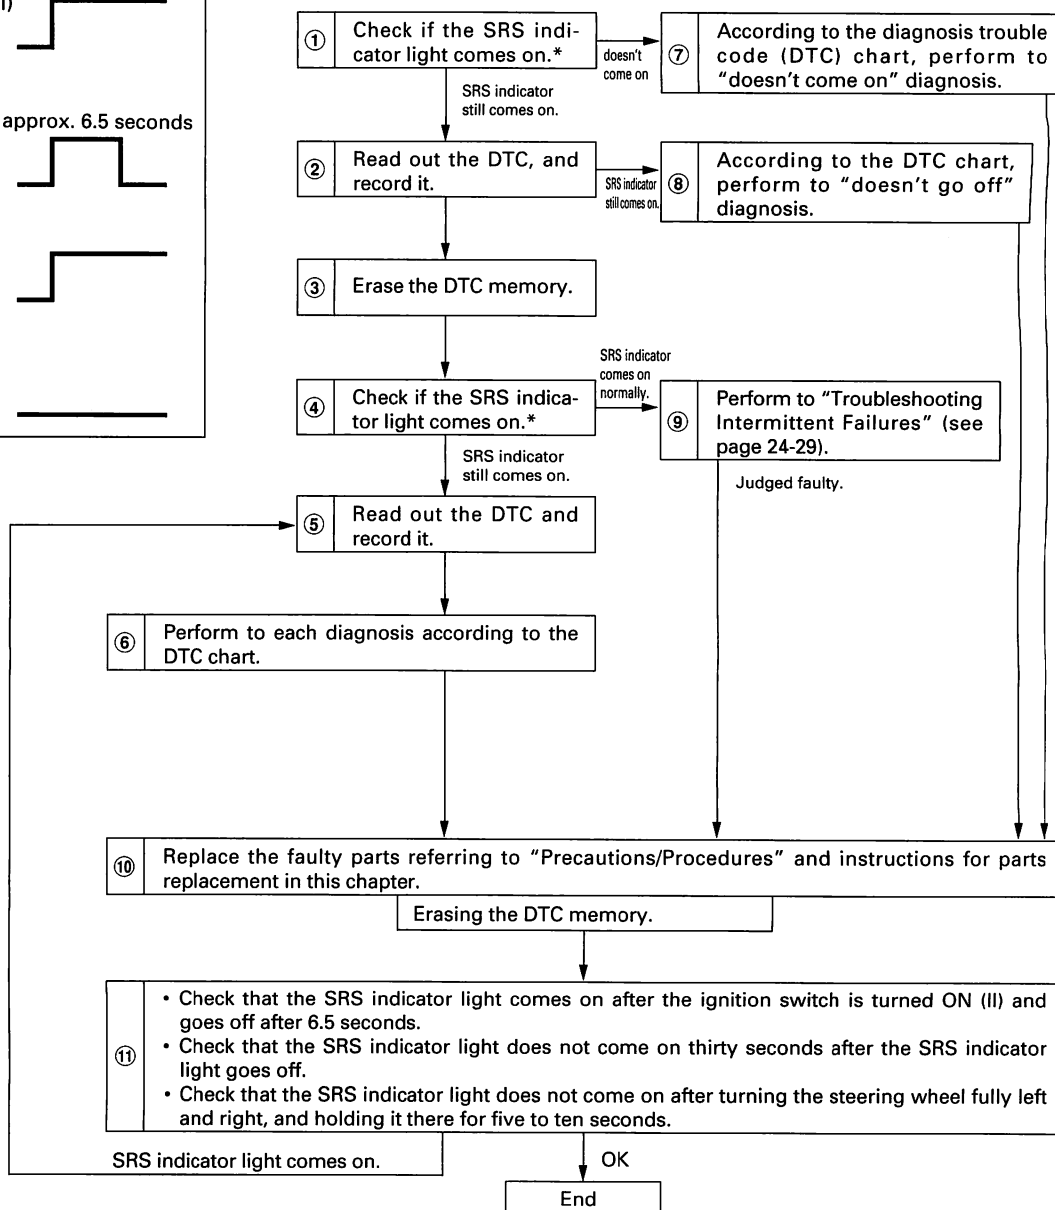 I)
approx. 6.5 seconds
① Check if the SRS indi-
cator light comes on.*
doesn't
come on
⑦ According to the diagnosis trouble
code (DTC) chart, perform to
"doesn't come on" diagnosis.
SRS indicator
still comes on.
② Read out the DTC, and
record it.
SRS indicator
still comes on.
⑧ According to the DTC chart,
perform to "doesn't go off"
diagnosis.
③ Erase the DTC memory.
④ Check if the SRS indica-
tor light comes on.*
SRS indicator
comes on
normally.
⑨ Perform to "Troubleshooting
Intermittent Failures" (see
page 24-29).
SRS indicator
still comes on.
Judged faulty.
⑤ Read out the DTC and
record it.
⑥ Perform to each diagnosis according to the
DTC chart.
⑩ Replace the faulty parts referring to "Precautions/Procedures" and instructions for parts
replacement in this chapter.
Erasing the DTC memory.
⑪ • Check that the SRS indicator light comes on after the ignition switch is turned ON (II) and
goes off after 6.5 seconds.
• Check that the SRS indicator light does not come on thirty seconds after the SRS indicator
light goes off.
• Check that the SRS indicator light does not come on after turning the steering wheel fully left
and right, and holding it there for five to ten seconds.
SRS indicator light comes on.
OK
End